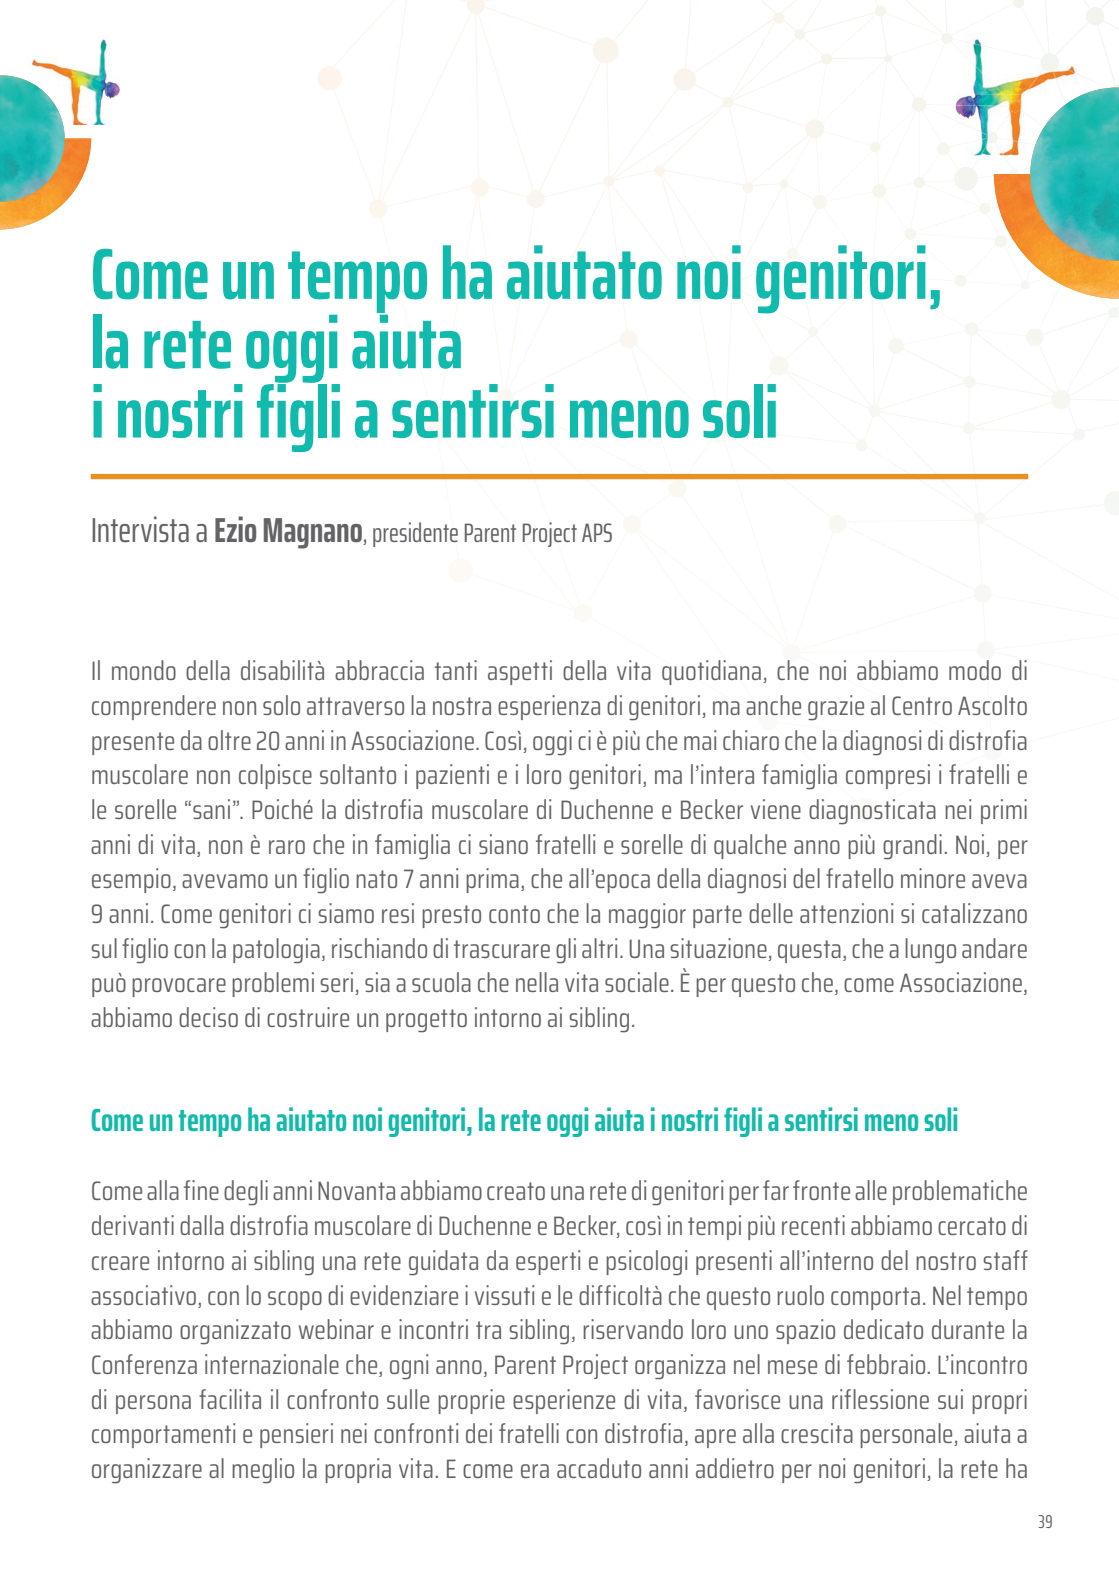 Come un tempo ha aiutato noi genitori,
la rete oggi aiuta
i nostri figli a sentirsi meno soli
Intervista a Ezio Magnano, presidente Parent Project APS
Il mondo della disabilità abbraccia tanti aspetti della vita quotidiana, che noi abbiamo modo di
comprendere non solo attraverso la nostra esperienza di genitori, ma anche grazie al Centro Ascolto
presente da oltre 20 anni in Associazione. Così, oggi ci è più che mai chiaro che la diagnosi di distrofia
muscolare non colpisce soltanto i pazienti e i loro genitori, ma l’intera famiglia compresi i fratelli e
le sorelle “sani”. Poiché la distrofia muscolare di Duchenne e Becker viene diagnosticata nei primi
anni di vita, non è raro che in famiglia ci siano fratelli e sorelle di qualche anno più grandi. Noi, per
esempio, avevamo un figlio nato 7 anni prima, che all’epoca della diagnosi del fratello minore aveva
9 anni. Come genitori ci siamo resi presto conto che la maggior parte delle attenzioni si catalizzano
sul figlio con la patologia, rischiando di trascurare gli altri. Una situazione, questa, che a lungo andare
può provocare problemi seri, sia a scuola che nella vita sociale. È per questo che, come Associazione,
abbiamo deciso di costruire un progetto intorno ai sibling.
Come un tempo ha aiutato noi genitori, la rete oggi aiuta i nostri figli a sentirsi meno soli
Come alla fine degli anni Novanta abbiamo creato una rete di genitori per far fronte alle problematiche
derivanti dalla distrofia muscolare di Duchenne e Becker, così in tempi più recenti abbiamo cercato di
creare intorno ai sibling una rete guidata da esperti e psicologi presenti all’interno del nostro staff
associativo, con lo scopo di evidenziare i vissuti e le difficoltà che questo ruolo comporta. Nel tempo
abbiamo organizzato webinar e incontri tra sibling, riservando loro uno spazio dedicato durante la
Conferenza internazionale che, ogni anno, Parent Project organizza nel mese di febbraio. L’incontro
di persona facilita il confronto sulle proprie esperienze di vita, favorisce una riflessione sui propri
comportamenti e pensieri nei confronti dei fratelli con distrofia, apre alla crescita personale, aiuta a
organizzare al meglio la propria vita. E come era accaduto anni addietro per noi genitori, la rete ha
39